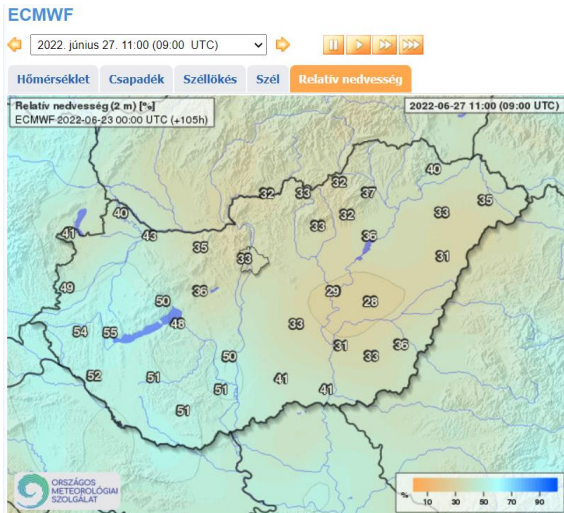 ECMWF
2022. június 27. 11:00 (09:00 UTC)
Hőmérséklet Csapadék Széllökés Szél Relatív nedvesség
Relatív nedvesség (2 m) [%]
ECMWF 2022-06-23 00:00 UTC (+105h)
2022-06-27 11:00 (09:00 UTC)
40
32 33 32 37 35
40 33 32 33
41 43 35 33 36 31
49 50 36 29 28
54 55 48 33
52 51 50 31 33 36
51 51 41 41
ORSZÁGOS
METEOROLÓGIAI
SZOLGÁLAT
% 10 30 50 70 90